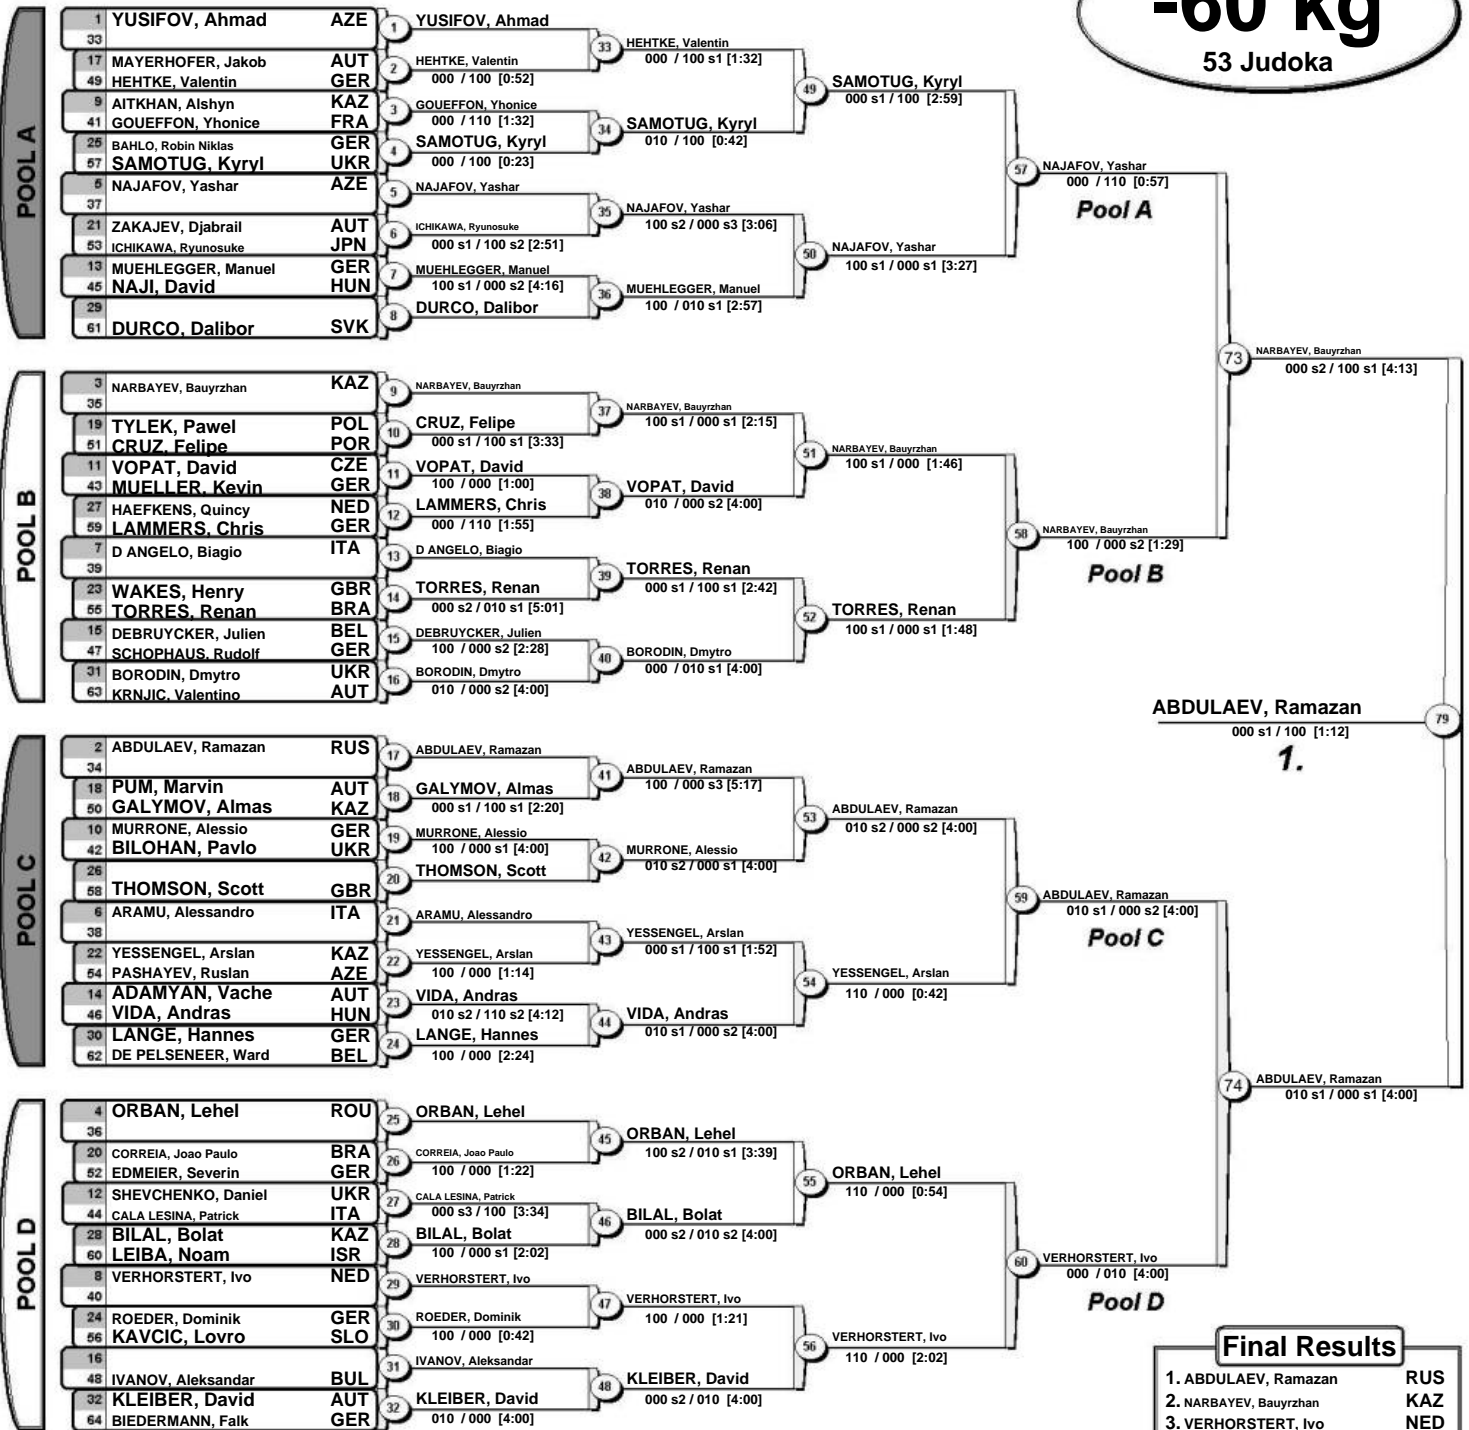 -60 kg
53 Judoka
POOL A
1 YUSIFOV, Ahmad AZE
33
17 MAYERHOFER, Jakob AUT
49 HEHTKE, Valentin GER
9 AITKHAN, Alshyn KAZ
41 GOUEFFON, Yhonice FRA
25 BAHLO, Robin Niklas GER
57 SAMOTUG, Kyryl UKR
5 NAJAFOV, Yashar AZE
37
21 ZAKAJEV, Djabrail AUT
53 ICHIKAWA, Ryunosuke JPN
13 MUEHLEGGER, Manuel GER
45 NAJI, David HUN
29
61 DURCO, Dalibor SVK
1 YUSIFOV, Ahmad
2 HEHTKE, Valentin
000 / 100 [0:52]
3 GOUEFFON, Yhonice
000 / 110 [1:32]
4 SAMOTUG, Kyryl
000 / 100 [0:23]
5 NAJAFOV, Yashar
6 ICHIKAWA, Ryunosuke
000 s1 / 100 s2 [2:51]
7 MUEHLEGGER, Manuel
100 s1 / 000 s2 [4:16]
8 DURCO, Dalibor
33 HEHTKE, Valentin
000 / 100 s1 [1:32]
34 SAMOTUG, Kyryl
010 / 100 [0:42]
35 NAJAFOV, Yashar
100 s2 / 000 s3 [3:06]
36 MUEHLEGGER, Manuel
100 / 010 s1 [2:57]
49 SAMOTUG, Kyryl
000 s1 / 100 [2:59]
50 NAJAFOV, Yashar
100 s1 / 000 s1 [3:27]
57 NAJAFOV, Yashar
000 / 110 [0:57]
Pool A
POOL B
3 NARBAYEV, Bauyrzhan KAZ
35
19 TYLEK, Pawel POL
51 CRUZ, Felipe POR
11 VOPAT, David CZE
43 MUELLER, Kevin GER
27 HAEFKENS, Quincy NED
59 LAMMERS, Chris GER
7 D ANGELO, Biagio ITA
39
23 WAKES, Henry GBR
55 TORRES, Renan BRA
15 DEBRUYCKER, Julien BEL
47 SCHOPHAUS, Rudolf GER
31 BORODIN, Dmytro UKR
63 KRNJIC, Valentino AUT
9 NARBAYEV, Bauyrzhan
10 CRUZ, Felipe
000 s1 / 100 s1 [3:33]
11 VOPAT, David
100 / 000 [1:00]
12 LAMMERS, Chris
000 / 110 [1:55]
13 D ANGELO, Biagio
14 TORRES, Renan
000 s2 / 010 s1 [5:01]
15 DEBRUYCKER, Julien
100 / 000 s2 [2:28]
16 BORODIN, Dmytro
010 / 000 s2 [4:00]
37 NARBAYEV, Bauyrzhan
100 s1 / 000 s1 [2:15]
38 VOPAT, David
010 / 000 s2 [4:00]
39 TORRES, Renan
000 s1 / 100 s1 [2:42]
40 BORODIN, Dmytro
000 / 010 s1 [4:00]
51 NARBAYEV, Bauyrzhan
100 s1 / 000 [1:46]
52 TORRES, Renan
100 s1 / 000 s1 [1:48]
58 NARBAYEV, Bauyrzhan
100 / 000 s2 [1:29]
Pool B
73 NARBAYEV, Bauyrzhan
000 s2 / 100 s1 [4:13]
ABDULAEV, Ramazan 79
000 s1 / 100 [1:12]
1.
POOL C
2 ABDULAEV, Ramazan RUS
34
18 PUM, Marvin AUT
50 GALYMOV, Almas KAZ
10 MURRONE, Alessio GER
42 BILOHAN, Pavlo UKR
26
58 THOMSON, Scott GBR
6 ARAMU, Alessandro ITA
38
22 YESSENGEL, Arslan KAZ
54 PASHAYEV, Ruslan AZE
14 ADAMYAN, Vache AUT
46 VIDA, Andras HUN
30 LANGE, Hannes GER
62 DE PELSENEER, Ward BEL
17 ABDULAEV, Ramazan
18 GALYMOV, Almas
000 s1 / 100 s1 [2:20]
19 MURRONE, Alessio
100 / 000 s1 [4:00]
20 THOMSON, Scott
21 ARAMU, Alessandro
22 YESSENGEL, Arslan
100 / 000 [1:14]
23 VIDA, Andras
010 s2 / 110 s2 [4:12]
24 LANGE, Hannes
100 / 000 [2:24]
41 ABDULAEV, Ramazan
100 / 000 s3 [5:17]
42 MURRONE, Alessio
010 s2 / 000 s1 [4:00]
43 YESSENGEL, Arslan
000 s1 / 100 s1 [1:52]
44 VIDA, Andras
010 s1 / 000 s2 [4:00]
53 ABDULAEV, Ramazan
010 s2 / 000 s2 [4:00]
54 YESSENGEL, Arslan
110 / 000 [0:42]
59 ABDULAEV, Ramazan
010 s1 / 000 s2 [4:00]
Pool C
74 ABDULAEV, Ramazan
010 s1 / 000 s1 [4:00]
POOL D
4 ORBAN, Lehel ROU
36
20 CORREIA, Joao Paulo BRA
52 EDMEIER, Severin GER
12 SHEVCHENKO, Daniel UKR
44 CALA LESINA, Patrick ITA
28 BILAL, Bolat KAZ
60 LEIBA, Noam ISR
8 VERHORSTERT, Ivo NED
40
24 ROEDER, Dominik GER
56 KAVCIC, Lovro SLO
16
48 IVANOV, Aleksandar BUL
32 KLEIBER, David AUT
64 BIEDERMANN, Falk GER
25 ORBAN, Lehel
26 CORREIA, Joao Paulo
100 / 000 [1:22]
27 CALA LESINA, Patrick
000 s3 / 100 [3:34]
28 BILAL, Bolat
100 / 000 s1 [2:02]
29 VERHORSTERT, Ivo
30 ROEDER, Dominik
100 / 000 [0:42]
31 IVANOV, Aleksandar
32 KLEIBER, David
010 / 000 [4:00]
45 ORBAN, Lehel
100 s2 / 010 s1 [3:39]
46 BILAL, Bolat
000 s2 / 010 s2 [4:00]
47 VERHORSTERT, Ivo
100 / 000 [1:21]
48 KLEIBER, David
000 s2 / 010 [4:00]
55 ORBAN, Lehel
110 / 000 [0:54]
56 VERHORSTERT, Ivo
110 / 000 [2:02]
60 VERHORSTERT, Ivo
000 / 010 [4:00]
Pool D
Final Results
1. ABDULAEV, Ramazan RUS
2. NARBAYEV, Bauyrzhan KAZ
3. VERHORSTERT, Ivo NED